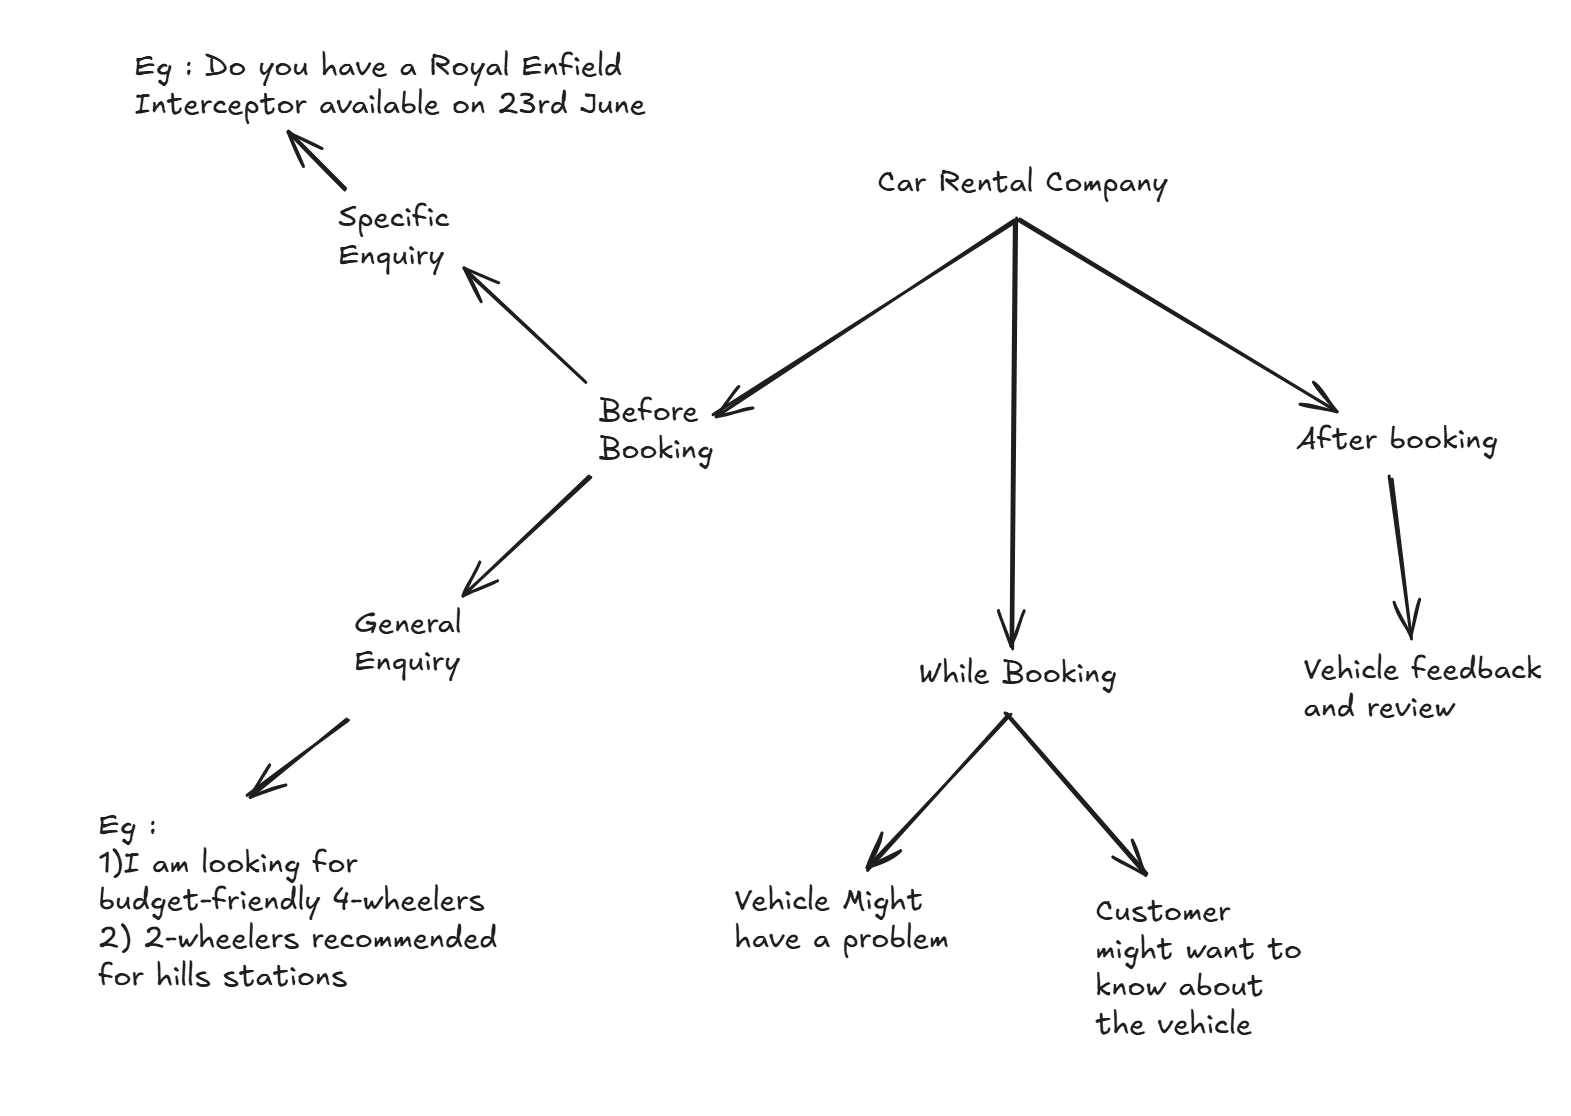 Eg : Do you have a Royal Enfield
Interceptor available on 23rd June
Car Rental Company
Specific
Enquiry
Before
Booking
After booking
General
Enquiry
While Booking
Vehicle feedback
and review
Eg :
1)I am looking for
budget-friendly 4-wheelers
2) 2-wheelers recommended
for hills stations
Vehicle Might
have a problem
Customer
might want to
know about
the vehicle